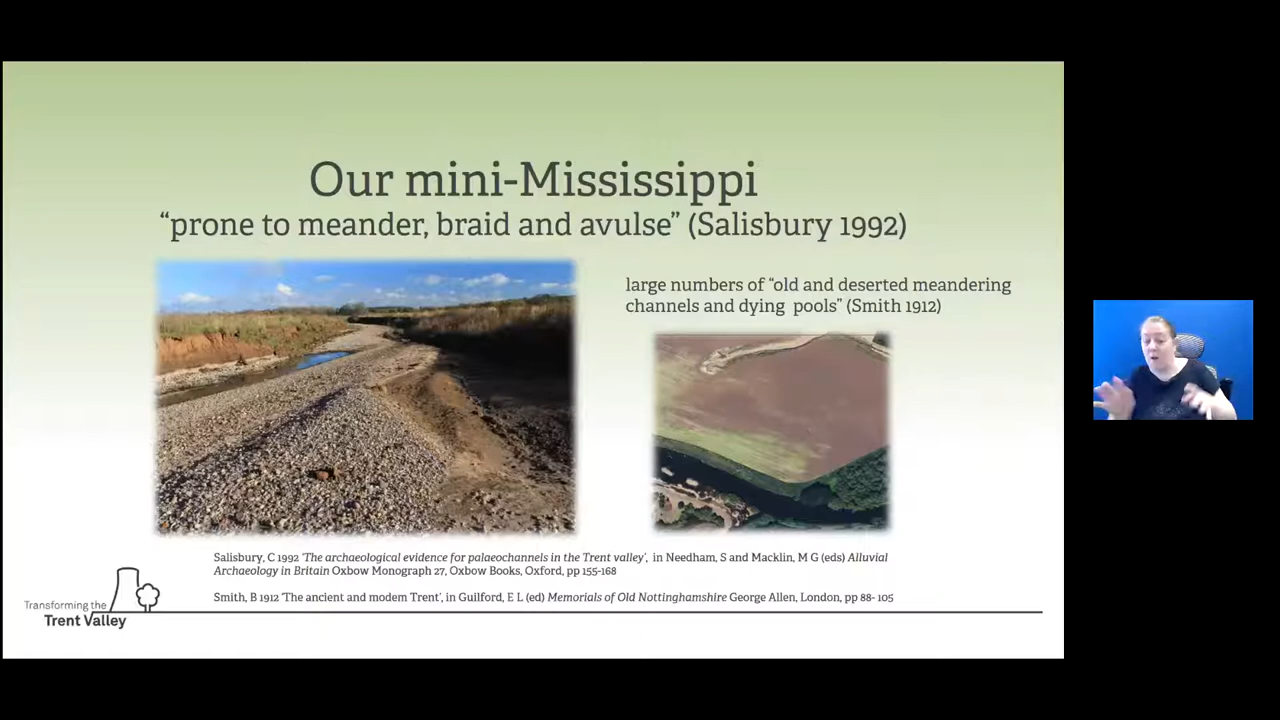 Our mini-Mississippi
“prone to meander, braid and avulse” (Salisbury 1992)
large numbers of “old and deserted meandering
channels and dying pools” (Smith 1912)
Salisbury, C 1992 ‘The archaeological evidence for palaeochannels in the Trent valley’, in Needham, S and Macklin, M G (eds) Alluvial
Archaeology in Britain Oxbow Monograph 27, Oxbow Books, Oxford, pp 155-168
Smith, B 1912 ‘The ancient and modem Trent’, in Guilford, E L (ed) Memorials of Old Nottinghamshire George Allen, London, pp 88- 105
Transforming the
Trent Valley